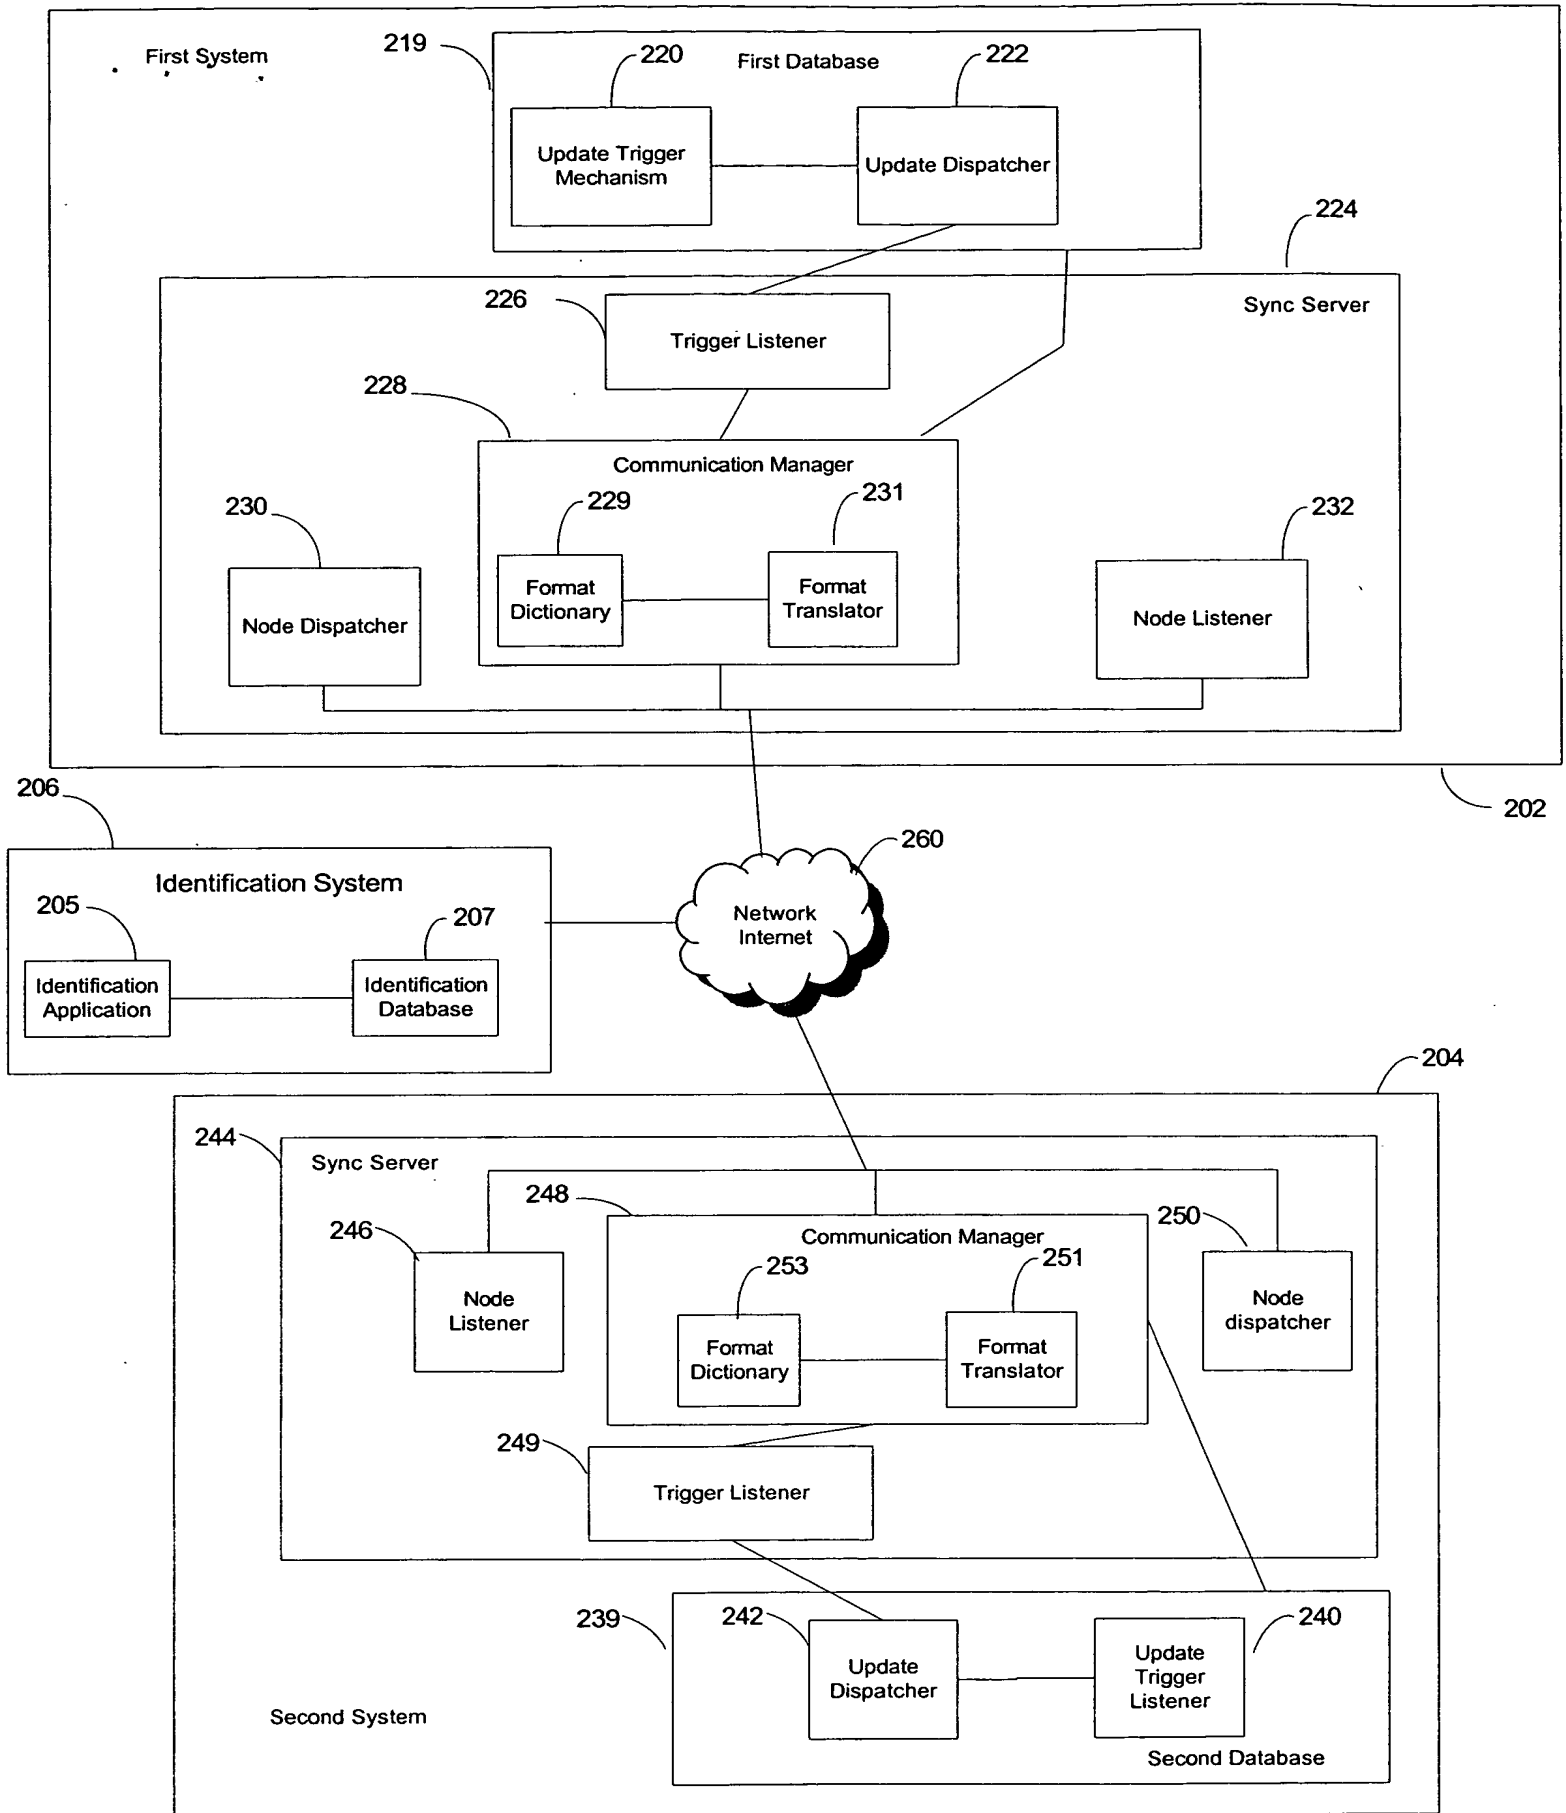 First System
219
220
First Database
222
Update Trigger
Mechanism
Update Dispatcher
224
226
Sync Server
Trigger Listener
228
Communication Manager
229
231
230
232
Format
Dictionary
Format
Translator
Node Dispatcher
Node Listener
206
202
260
Identification System
205
207
Network
Internet
Identification
Application
Identification
Database
204
244
Sync Server
248
246
Communication Manager
250
253
251
Node
Listener
Format
Dictionary
Format
Translator
Node
dispatcher
249
Trigger Listener
239
242
240
Update
Dispatcher
Update
Trigger
Listener
Second System
Second Database